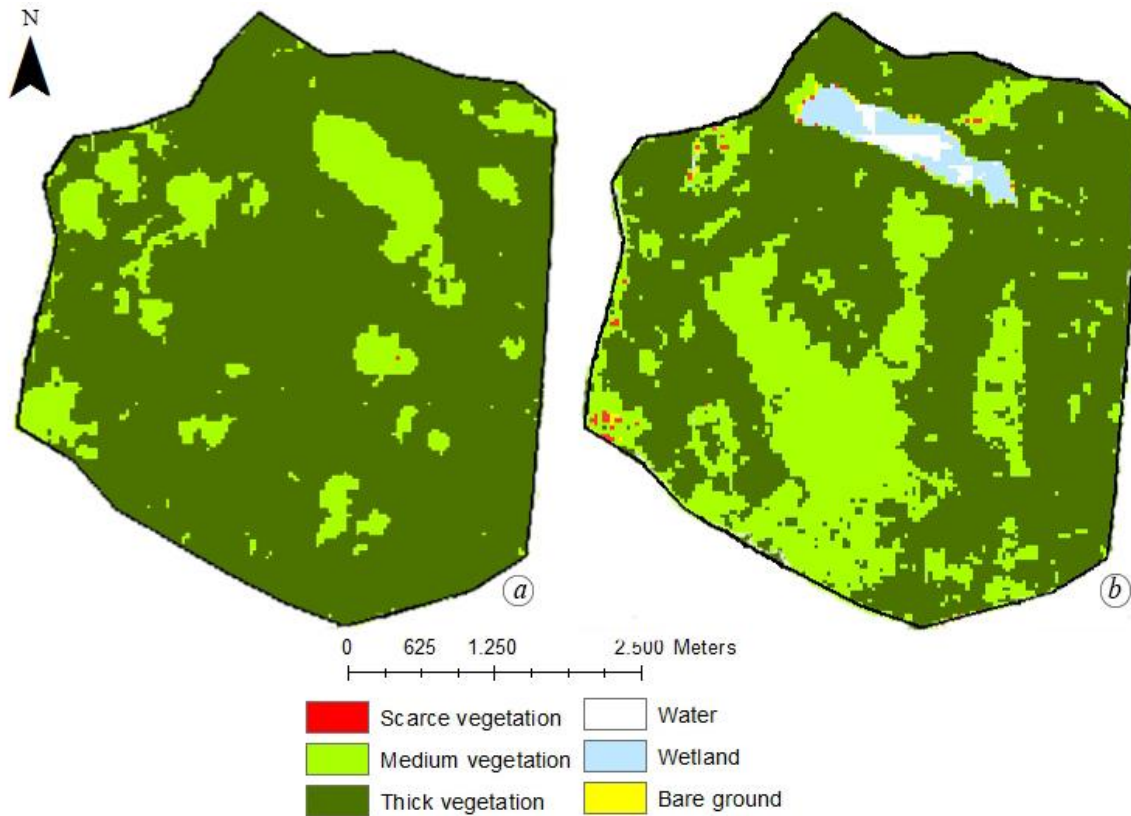 N
a
b
0 625 1.250 2.500 Meters
Scarce vegetation
Water
Medium vegetation
Wetland
Thick vegetation
Bare ground